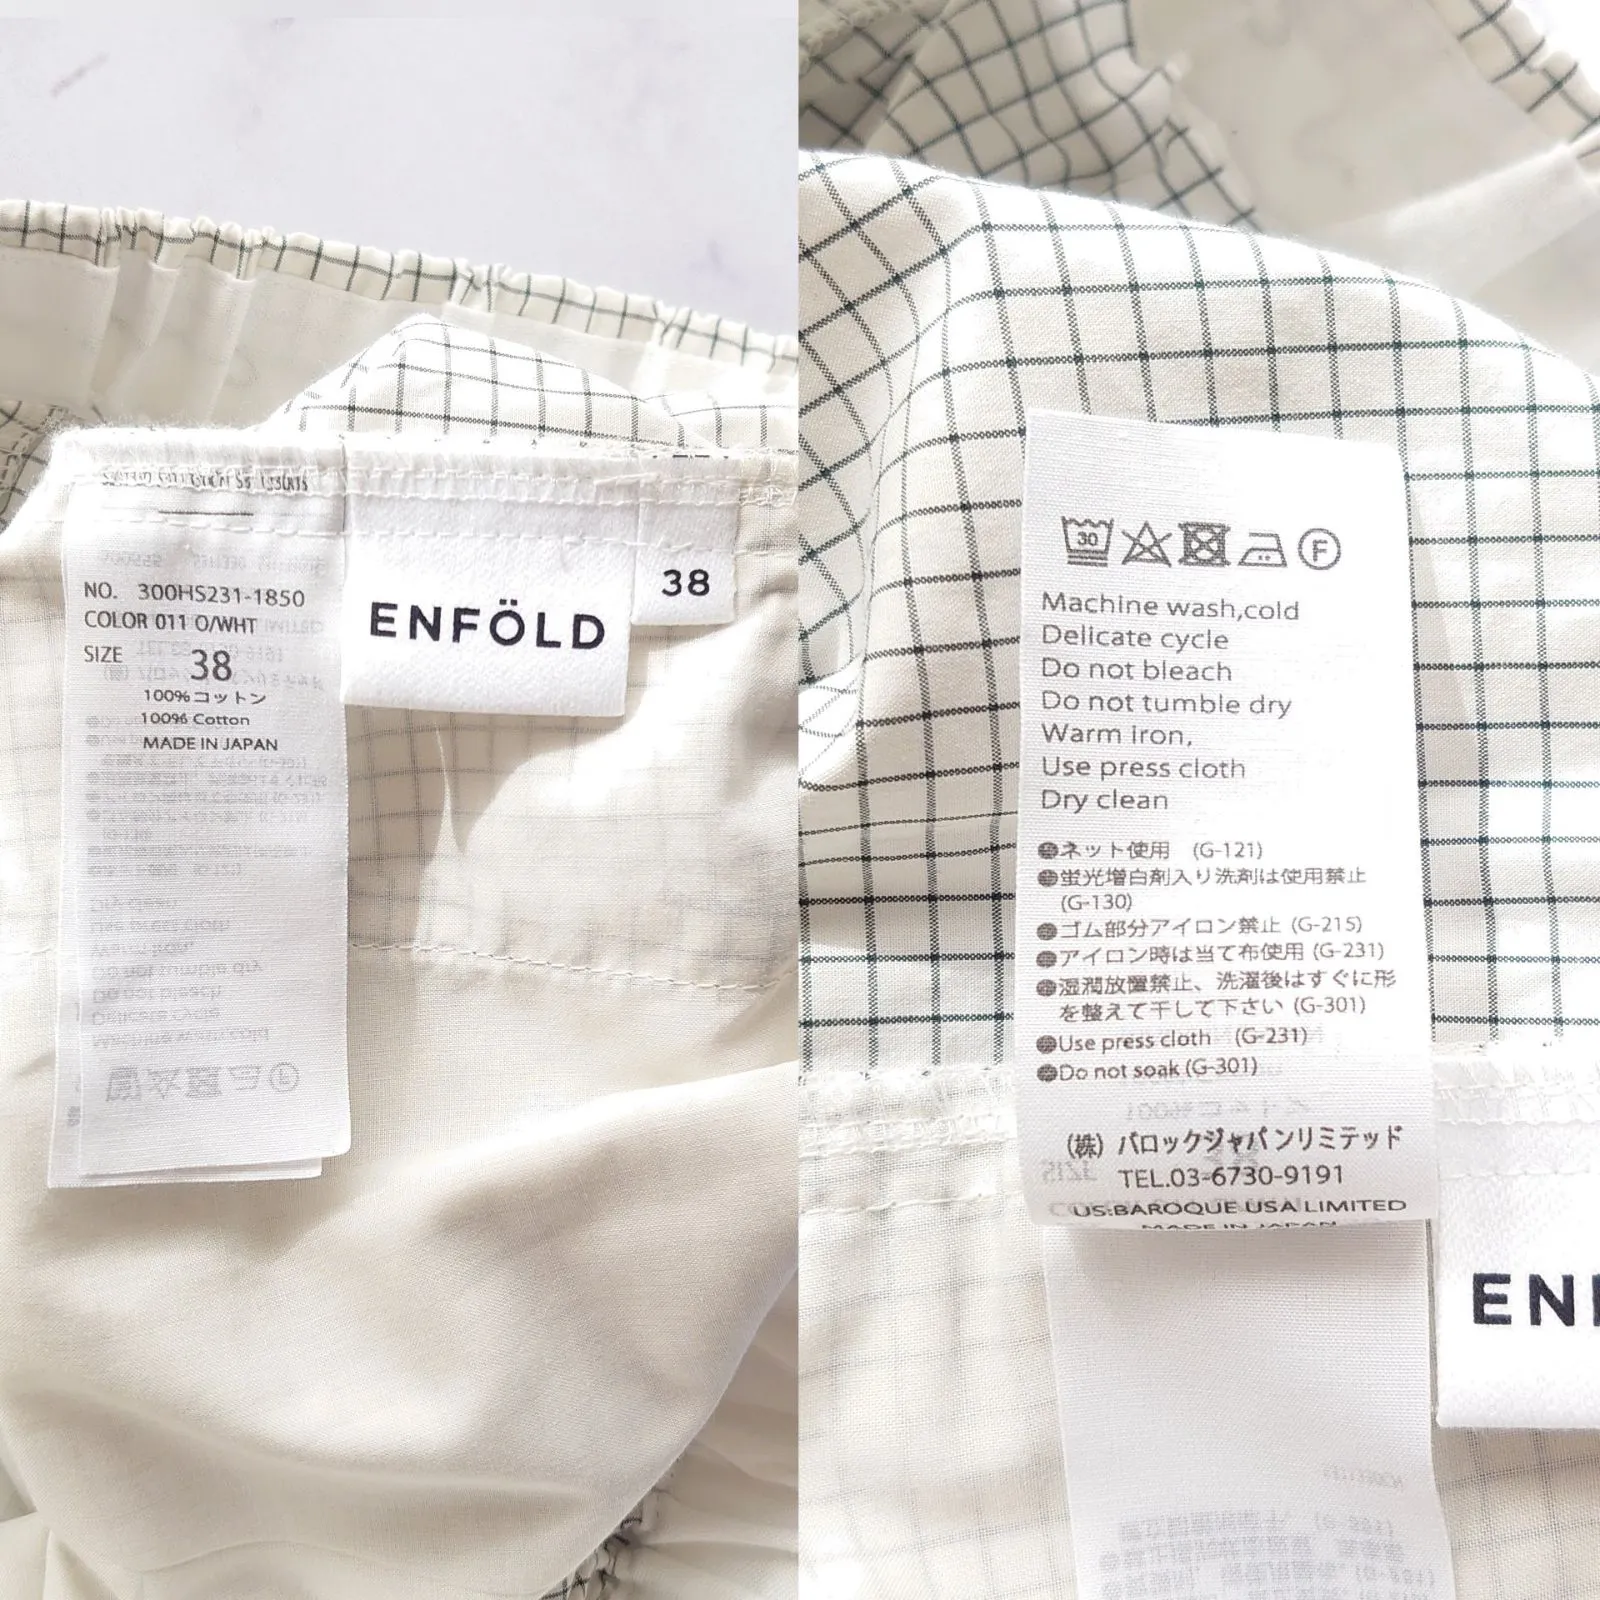 NO. 300HS231-1850
COLOR 011 O/WHT
SIZE 38
100%コットン
100% Cotton
MADE IN JAPAN
ENFÖLD
38
30
F
Machine wash,cold
Delicate cycle
Do not bleach
Do not tumble dry
Warm iron,
Use press cloth
Dry clean
●ネット使用 (G-121)
●蛍光増白剤入り洗剤は使用禁止
(G-130)
●ゴム部分アイロン禁止 (G-215)
●アイロン時は当て布使用 (G-231)
●湿潤放置禁止、洗濯後はすぐに形
を整えて干して下さい (G-301)
●Use press cloth (G-231)
●Do not soak (G-301)
(株) バロックジャパンリミテッド
TEL.03-6730-9191
US:BAROQUE USA LIMITED
MADE IN JAPAN
EN